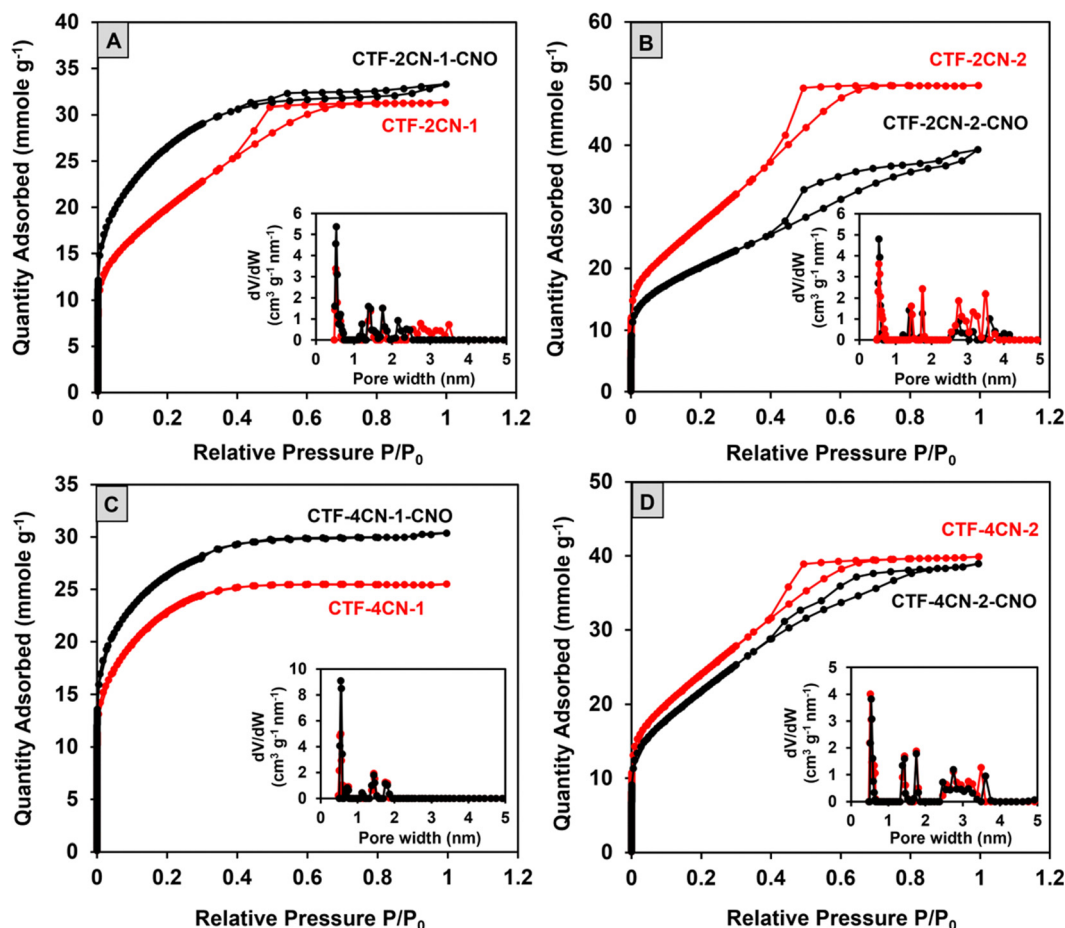 A
CTF-2CN-1-CNO
CTF-2CN-1
Quantity Adsorbed (mmole g⁻¹)
40
35
30
25
20
15
10
5
0
0 0.2 0.4 0.6 0.8 1 1.2
Relative Pressure P/P₀
dV/dW
(cm³ g⁻¹ nm⁻¹)
6
5
4
3
2
1
0
0 1 2 3 4 5
Pore width (nm)
B
CTF-2CN-2
CTF-2CN-2-CNO
Quantity Adsorbed (mmole g⁻¹)
60
50
40
30
20
10
0
0 0.2 0.4 0.6 0.8 1 1.2
Relative Pressure P/P₀
dV/dW
(cm³ g⁻¹ nm⁻¹)
6
5
4
3
2
1
0
0 1 2 3 4 5
Pore width (nm)
C
CTF-4CN-1-CNO
CTF-4CN-1
Quantity Adsorbed (mmole g⁻¹)
35
30
25
20
15
10
5
0
0 0.2 0.4 0.6 0.8 1 1.2
Relative Pressure P/P₀
dV/dW
(cm³ g⁻¹ nm⁻¹)
10
8
6
4
2
0
0 1 2 3 4 5
Pore width (nm)
D
CTF-4CN-2
CTF-4CN-2-CNO
Quantity Adsorbed (mmole g⁻¹)
50
40
30
20
10
0
0 0.2 0.4 0.6 0.8 1 1.2
Relative Pressure P/P₀
dV/dW
(cm³ g⁻¹ nm⁻¹)
5
4
3
2
1
0
0 1 2 3 4 5
Pore width (nm)